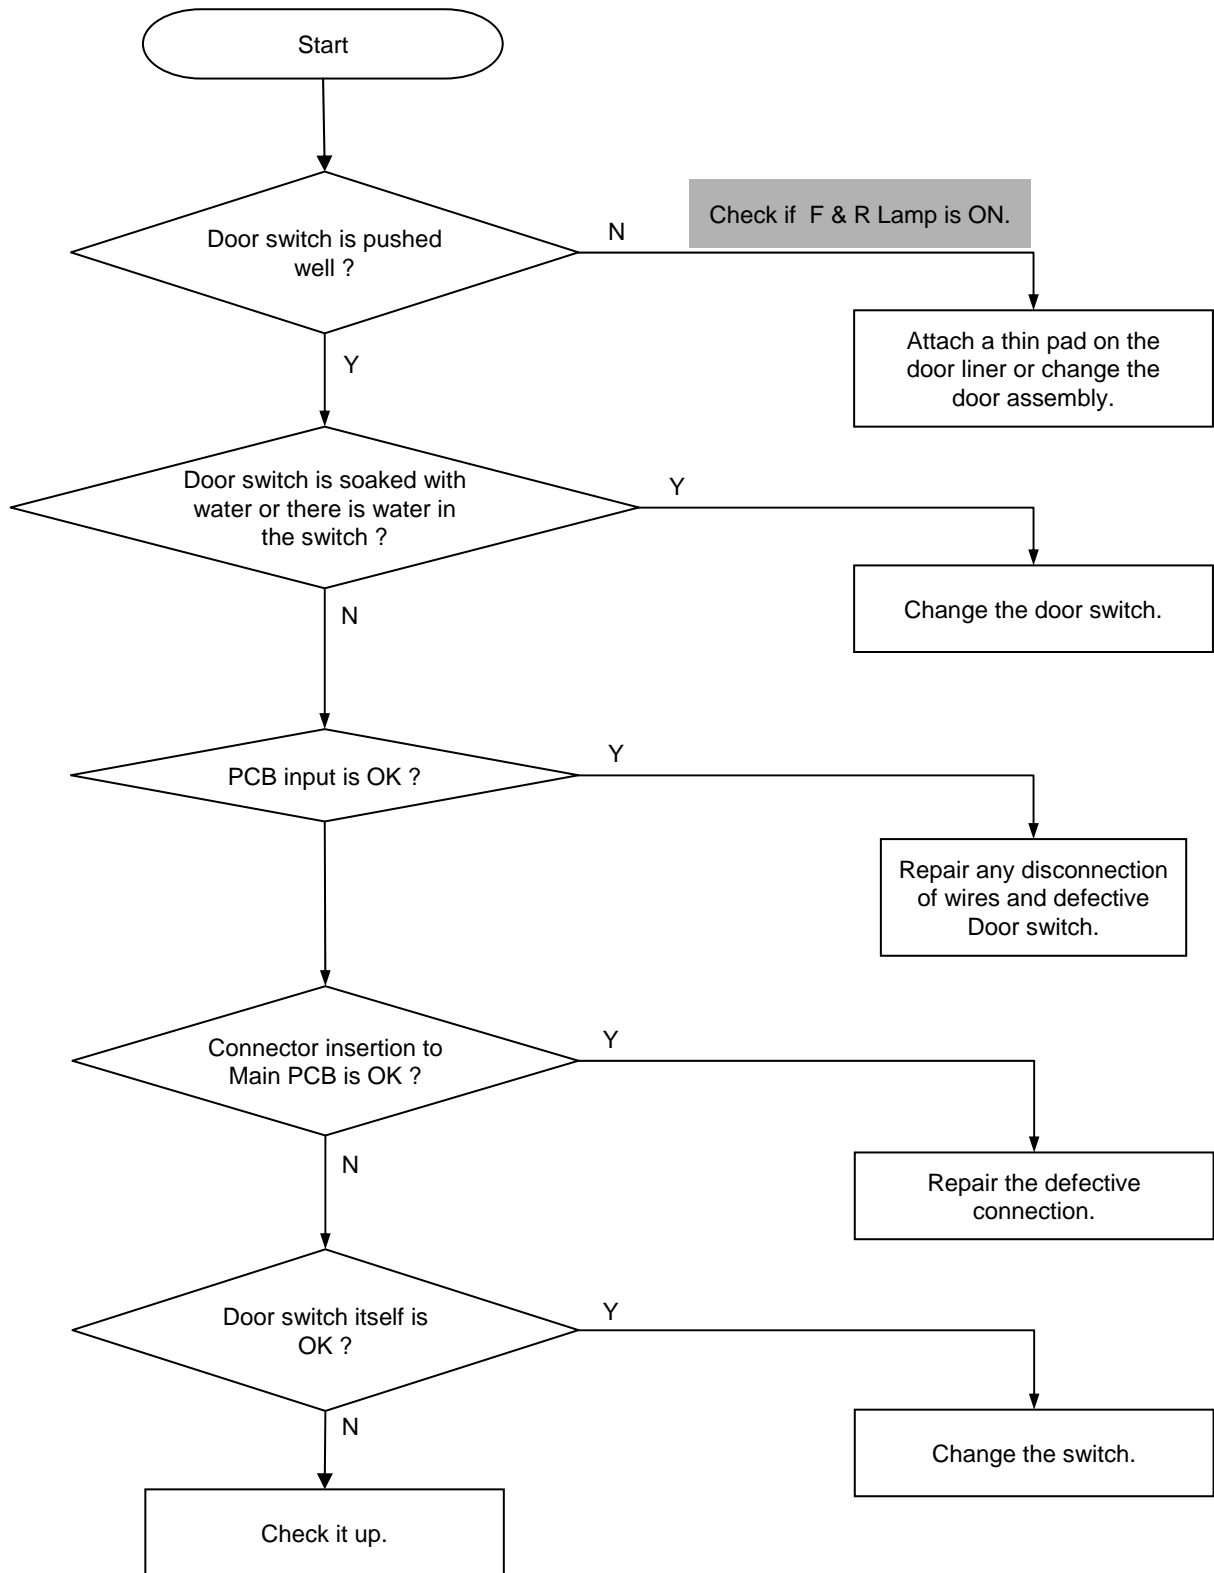 Start
Check if F & R Lamp is ON.
Door switch is pushed
well ?
N
Attach a thin pad on the
door liner or change the
door assembly.
Y
Door switch is soaked with
water or there is water in
the switch ?
Y
Change the door switch.
N
PCB input is OK ?
Y
Repair any disconnection
of wires and defective
Door switch.
Connector insertion to
Main PCB is OK ?
Y
Repair the defective
connection.
N
Door switch itself is
OK ?
Y
Change the switch.
N
Check it up.